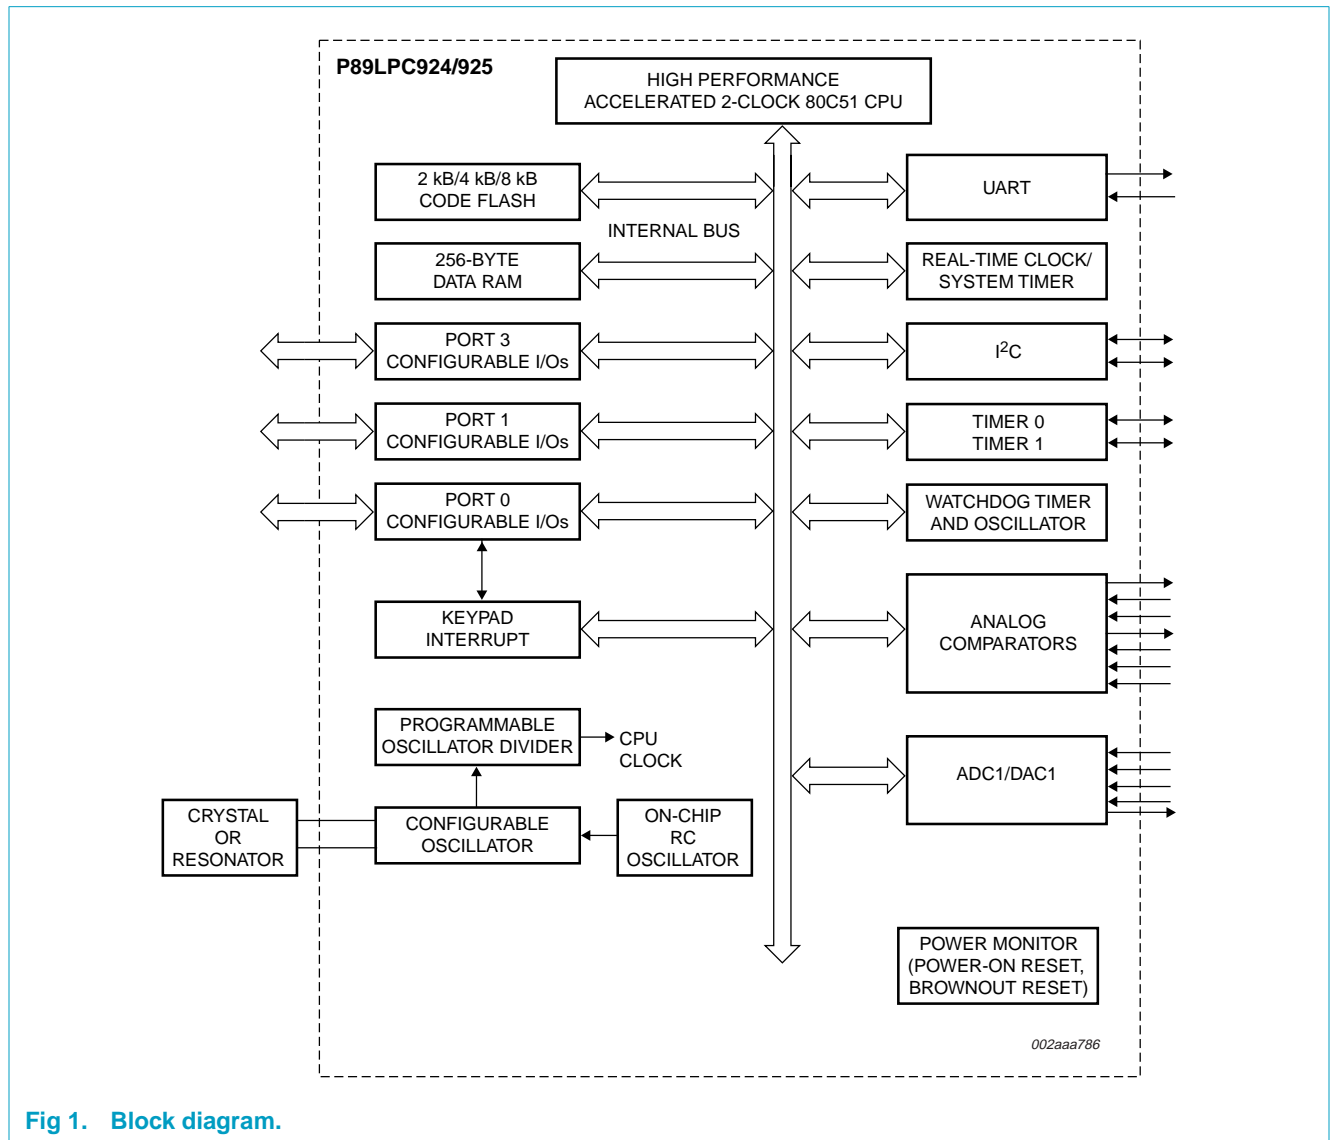 P89LPC924/925
HIGH PERFORMANCE
ACCELERATED 2-CLOCK 80C51 CPU
2 kB/4 kB/8 kB
CODE FLASH
UART
INTERNAL BUS
256-BYTE
DATA RAM
REAL-TIME CLOCK/
SYSTEM TIMER
PORT 3
CONFIGURABLE I/Os
I²C
PORT 1
CONFIGURABLE I/Os
TIMER 0
TIMER 1
PORT 0
CONFIGURABLE I/Os
WATCHDOG TIMER
AND OSCILLATOR
KEYPAD
INTERRUPT
ANALOG
COMPARATORS
PROGRAMMABLE
OSCILLATOR DIVIDER
CPU
CLOCK
ADC1/DAC1
CRYSTAL
OR
RESONATOR
CONFIGURABLE
OSCILLATOR
ON-CHIP
RC
OSCILLATOR
POWER MONITOR
(POWER-ON RESET,
BROWNOUT RESET)
002aaa786
Fig 1. Block diagram.